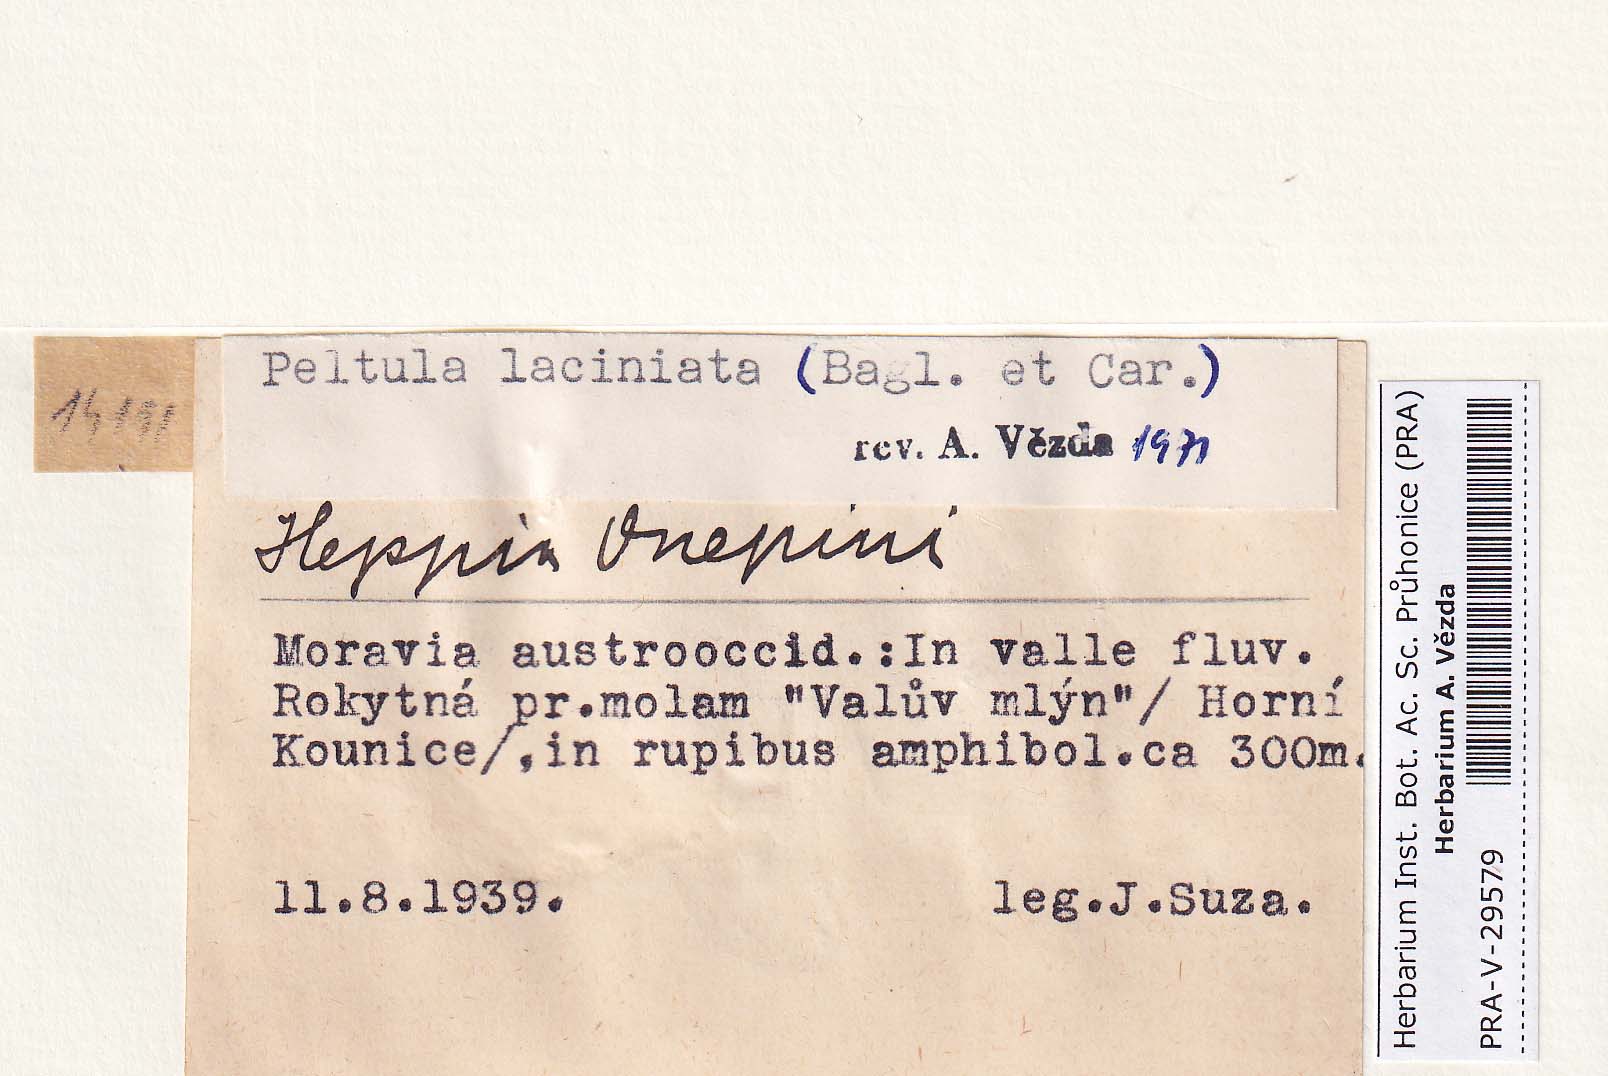 Peltula laciniata (Bagl. et Car.)
rev. A. Vězda 1971
Heppia Onepini
Moravia austrooccid.:In valle fluv.
Rokytná pr.molam "Valův mlýn"/ Horní
Kounice/,in rupibus amphibol.ca 300m.
11.8.1939.
leg.J.Suza.
Herbarium Inst. Bot. Ac. Sc. Průhonice (PRA)
Herbarium A. Vězda
PRA-V-29579